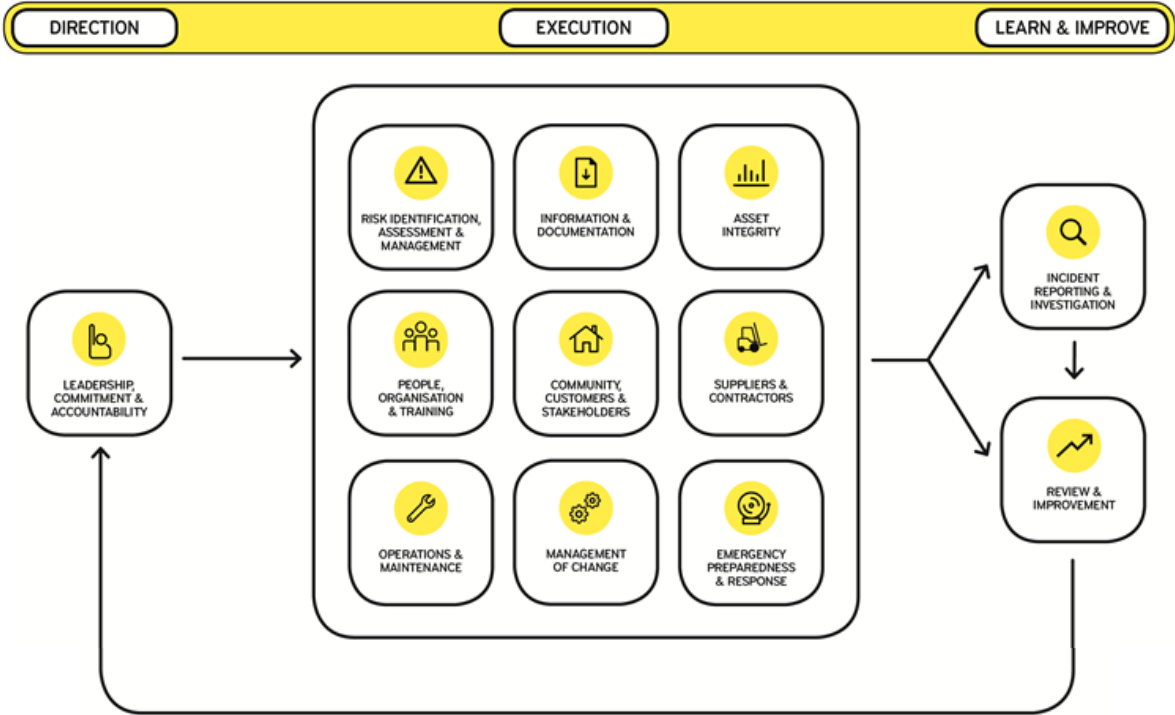 DIRECTION
EXECUTION
LEARN & IMPROVE
RISK IDENTIFICATION,
ASSESSMENT &
MANAGEMENT
INFORMATION &
DOCUMENTATION
ASSET
INTEGRITY
INCIDENT
REPORTING &
INVESTIGATION
LEADERSHIP,
COMMITMENT &
ACCOUNTABILITY
PEOPLE,
ORGANISATION
& TRAINING
COMMUNITY,
CUSTOMERS &
STAKEHOLDERS
SUPPLIERS &
CONTRACTORS
REVIEW &
IMPROVEMENT
OPERATIONS &
MAINTENANCE
MANAGEMENT
OF CHANGE
EMERGENCY
PREPAREDNESS
& RESPONSE